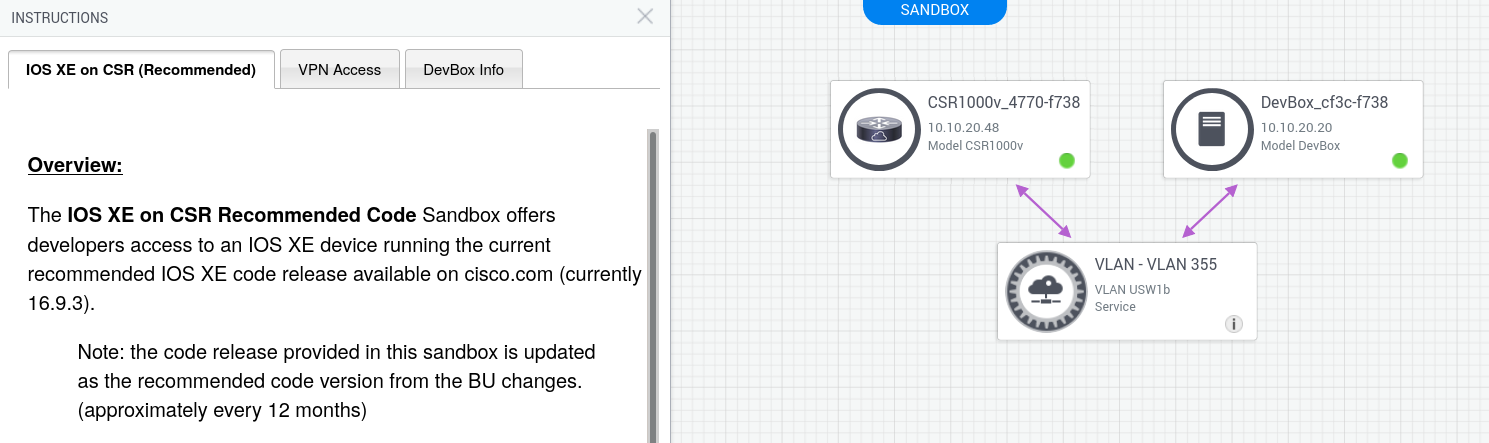 INSTRUCTIONS
IOS XE on CSR (Recommended)
VPN Access
DevBox Info
Overview:
The IOS XE on CSR Recommended Code Sandbox offers
developers access to an IOS XE device running the current
recommended IOS XE code release available on cisco.com (currently
16.9.3).
Note: the code release provided in this sandbox is updated
as the recommended code version from the BU changes.
(approximately every 12 months)
SANDBOX
CSR1000v_4770-f738
10.10.20.48
Model CSR1000v
DevBox_cf3c-f738
10.10.20.20
Model DevBox
VLAN - VLAN 355
VLAN USW1b
Service
i